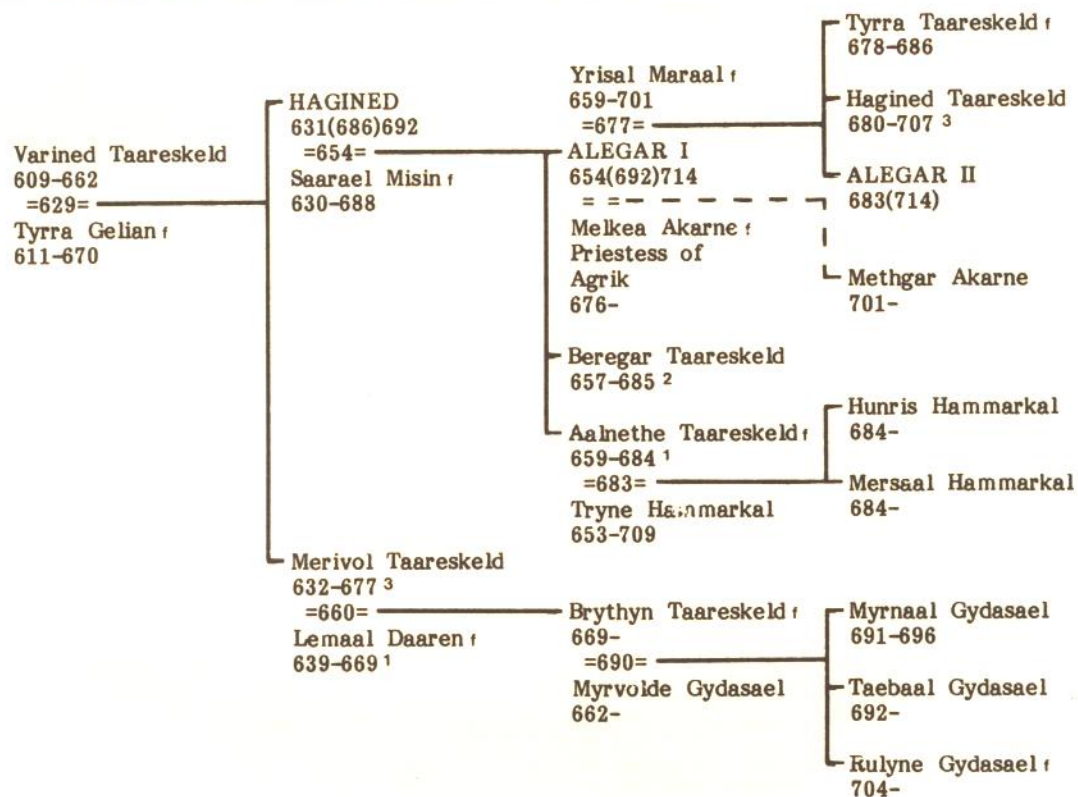 Varined Taareskeld
609-662
=629=
Tyrra Gelian f
611-670
HAGINED
631(686)692
=654=
Saarael Misin f
630-688
Merivol Taareskeld
632-677 ³
=660=
Lemaal Daaren f
639-669 ¹
Yrisal Maraal f
659-701
=677=
ALEGAR I
654(692)714
= =
Melkea Akarne f
Priestess of
Agrik
676-
Beregar Taareskeld
657-685 ²
Aalnethe Taareskeld f
659-684 ¹
=683=
Tryne Hammarkal
653-709
Brythyn Taareskeld f
669-
=690=
Myrvolde Gydasael
662-
Tyrra Taareskeld f
678-686
Hagined Taareskeld
680-707 ³
ALEGAR II
683(714)
Methgar Akarne
701-
Hunris Hammarkal
684-
Mersaal Hammarkal
684-
Myrnaal Gydasael
691-696
Taebaal Gydasael
692-
Rulyne Gydasael f
704-